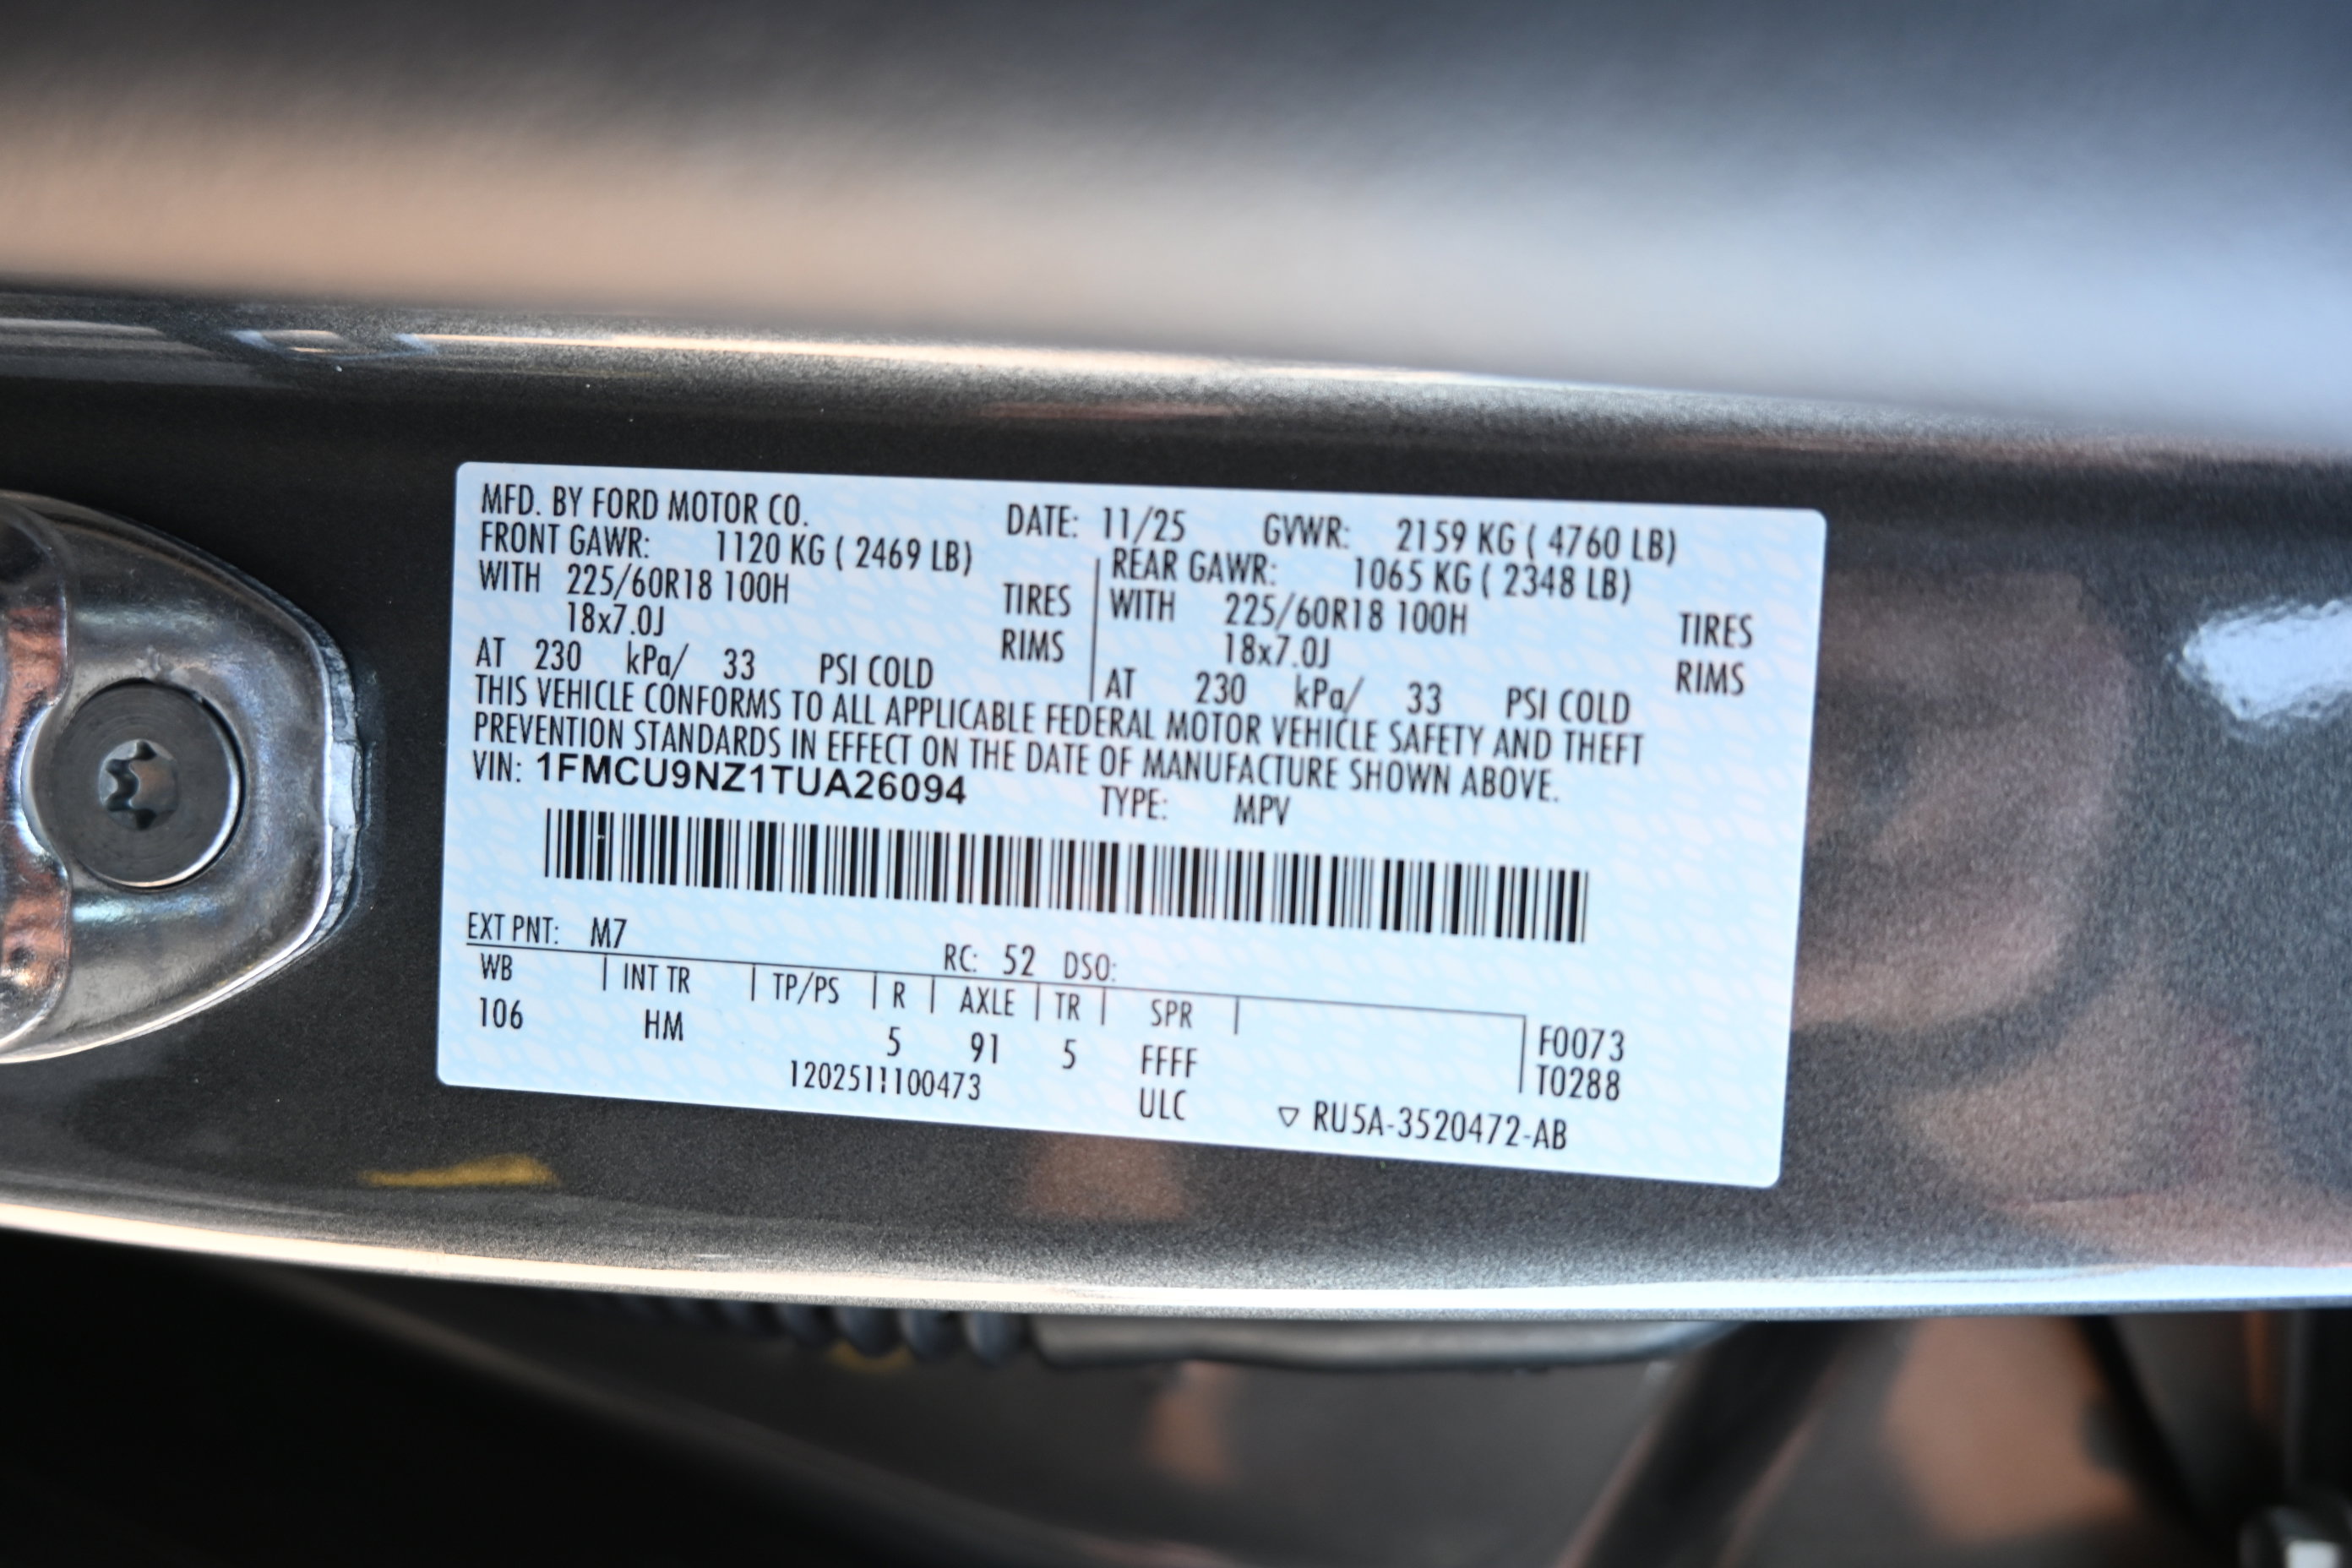 MFD. BY FORD MOTOR CO. DATE: 11/25 GVWR: 2159 KG ( 4760 LB)
FRONT GAWR: 1120 KG ( 2469 LB) REAR GAWR: 1065 KG ( 2348 LB)
WITH 225/60R18 100H TIRES WITH 225/60R18 100H TIRES
18x7.0J RIMS 18x7.0J RIMS
AT 230 kPa/ 33 PSI COLD AT 230 kPa/ 33 PSI COLD
THIS VEHICLE CONFORMS TO ALL APPLICABLE FEDERAL MOTOR VEHICLE SAFETY AND THEFT
PREVENTION STANDARDS IN EFFECT ON THE DATE OF MANUFACTURE SHOWN ABOVE.
VIN: 1FMCU9NZ1TUA26094 TYPE: MPV
EXT PNT: M7 RC: 52 DSO:
WB INT TR TP/PS R AXLE TR SPR
106 HM 5 91 5 FFFF F0073
T0288
1202511100473 ULC ▽ RU5A-3520472-AB